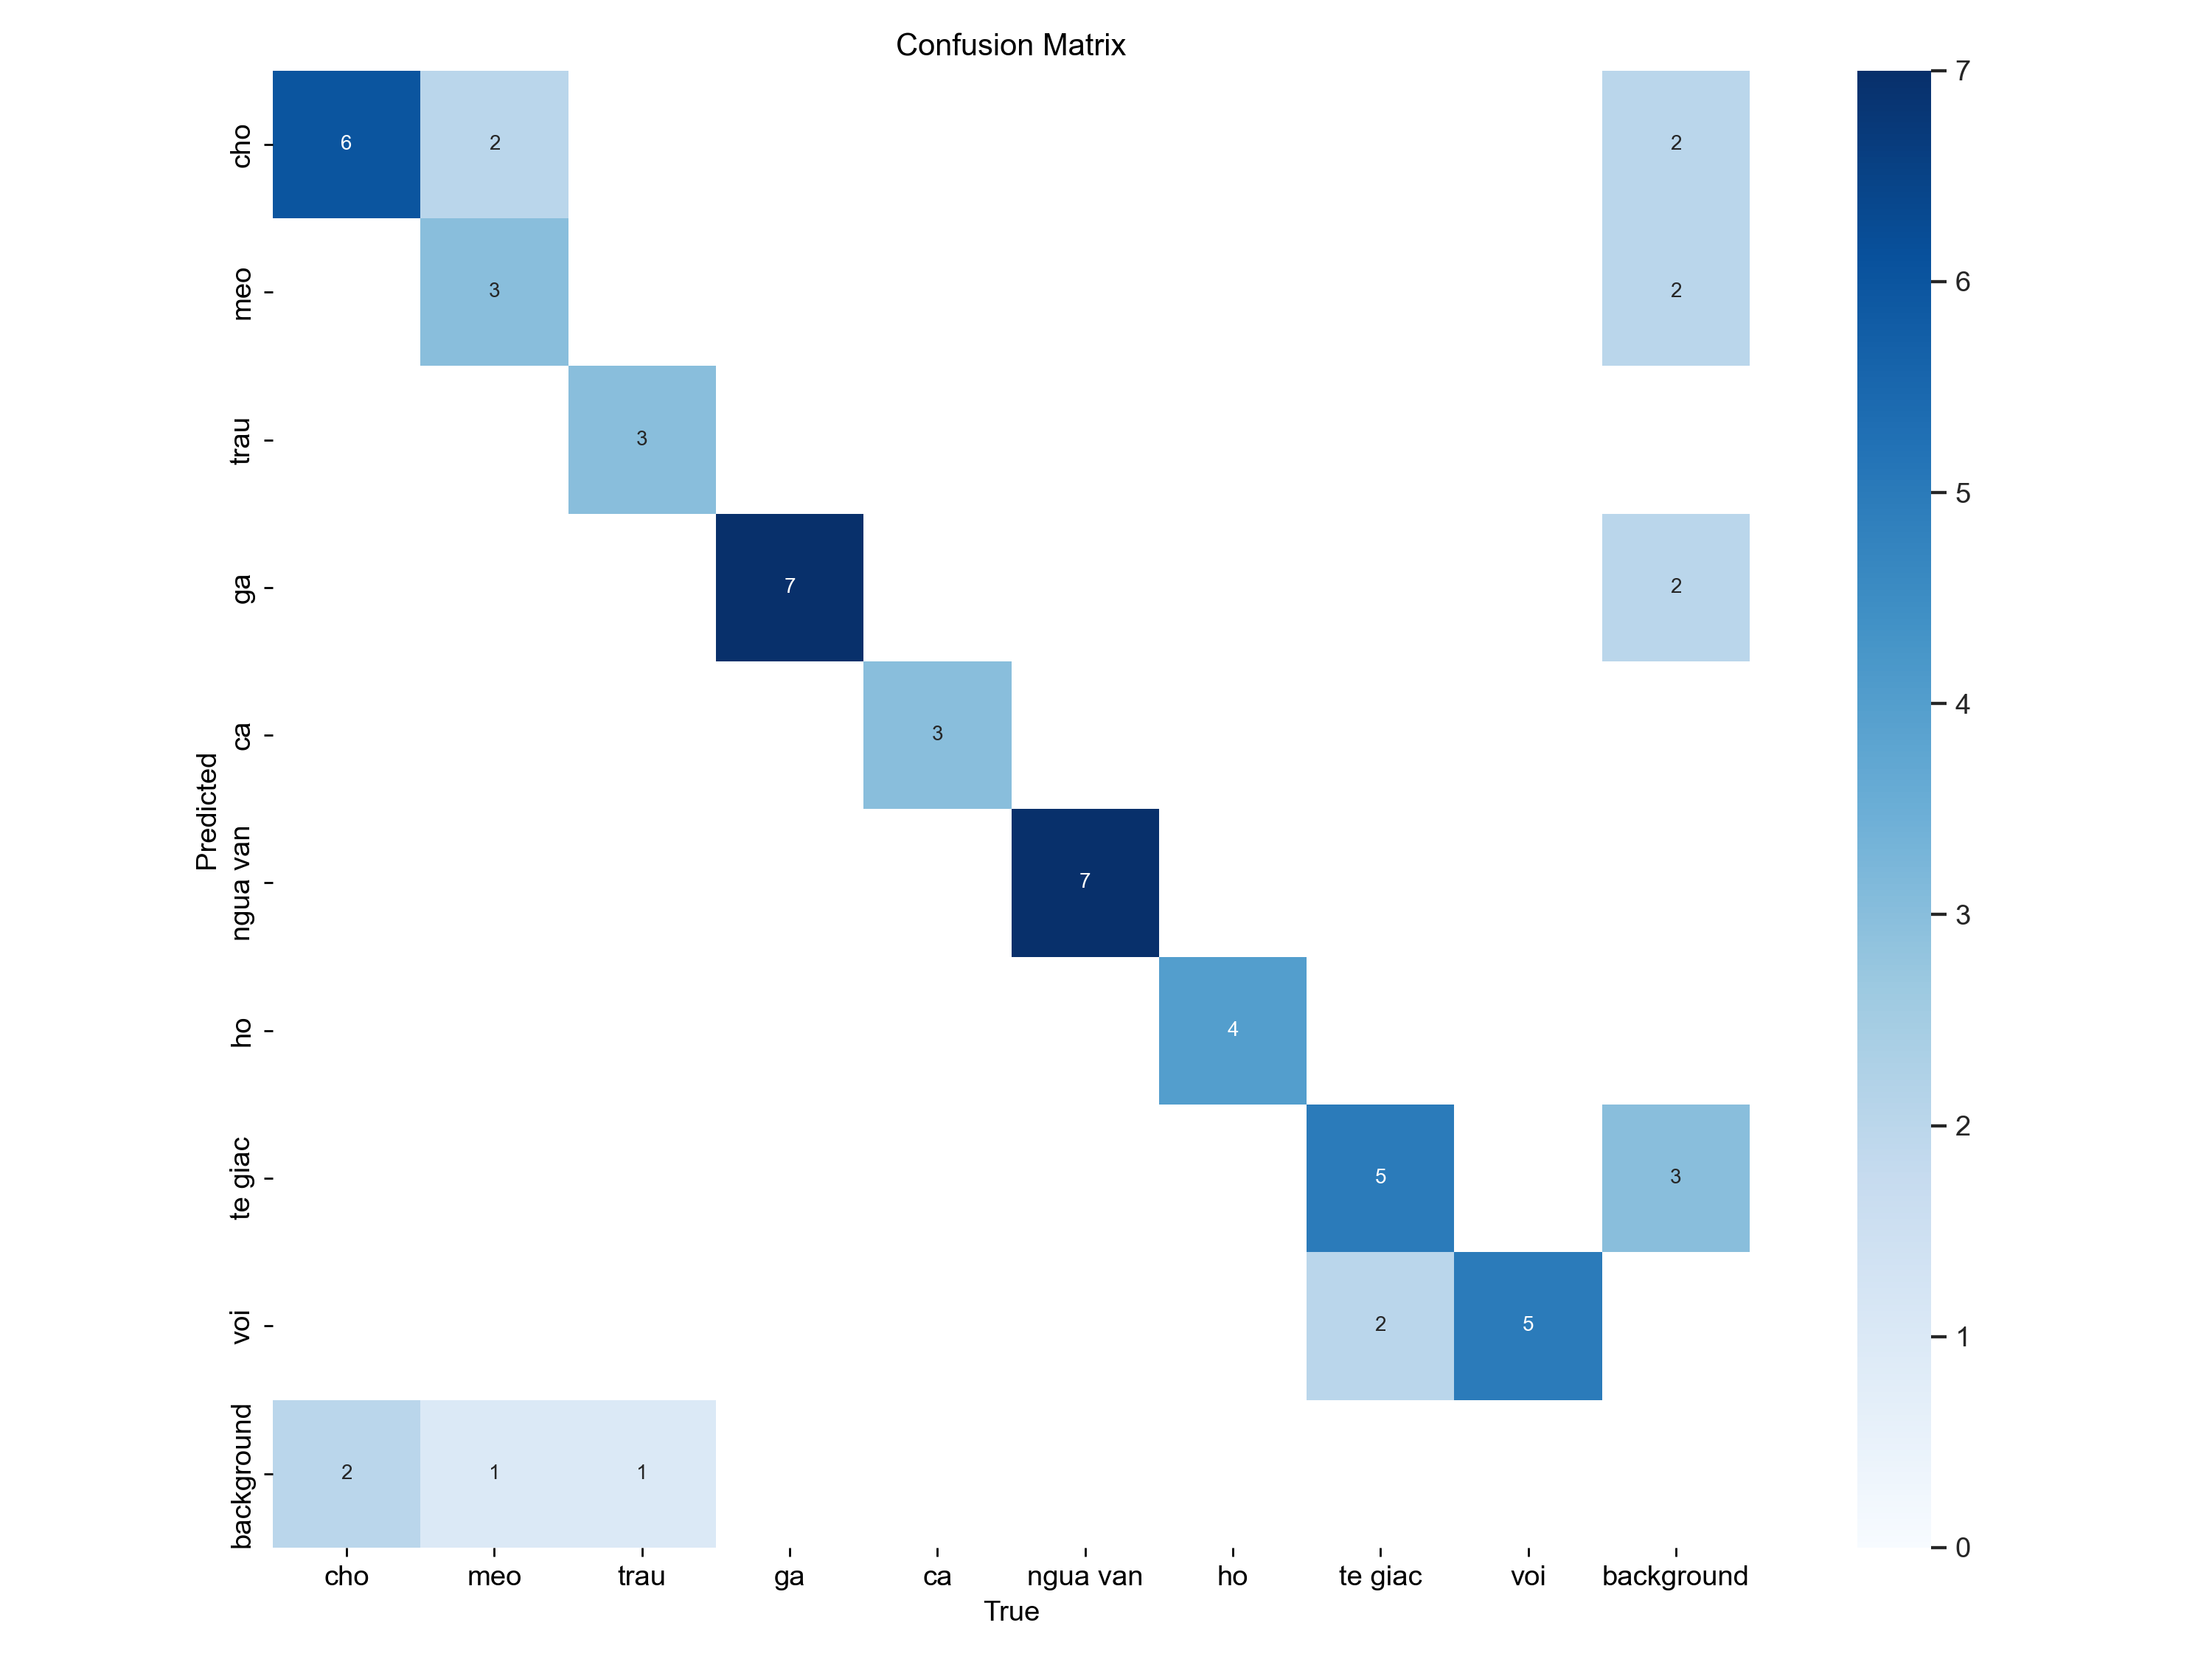 Confusion Matrix
7
cho
6
2
2
6
meo
3
2
trau
3
5
ga
7
2
4
ca
3
Predicted
3
ngua van
7
ho
4
2
te giac
5
3
1
voi
2
5
background
2
1
1
0
cho meo trau ga ca ngua van ho te giac voi background
True